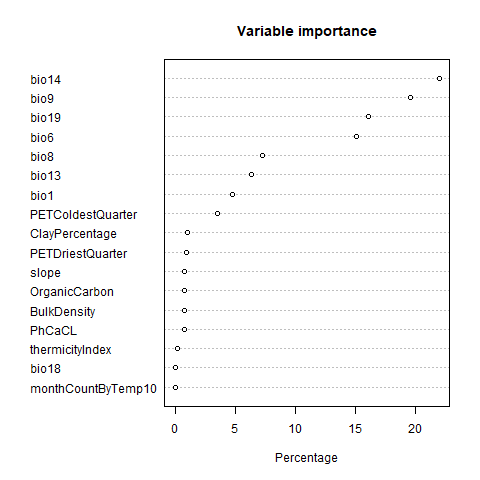 Variable importance
bio14
bio9
bio19
bio6
bio8
bio13
bio1
PETColdestQuarter
ClayPercentage
PETDriestQuarter
slope
OrganicCarbon
BulkDensity
PhCaCL
thermicityIndex
bio18
monthCountByTemp10
0 5 10 15 20
Percentage